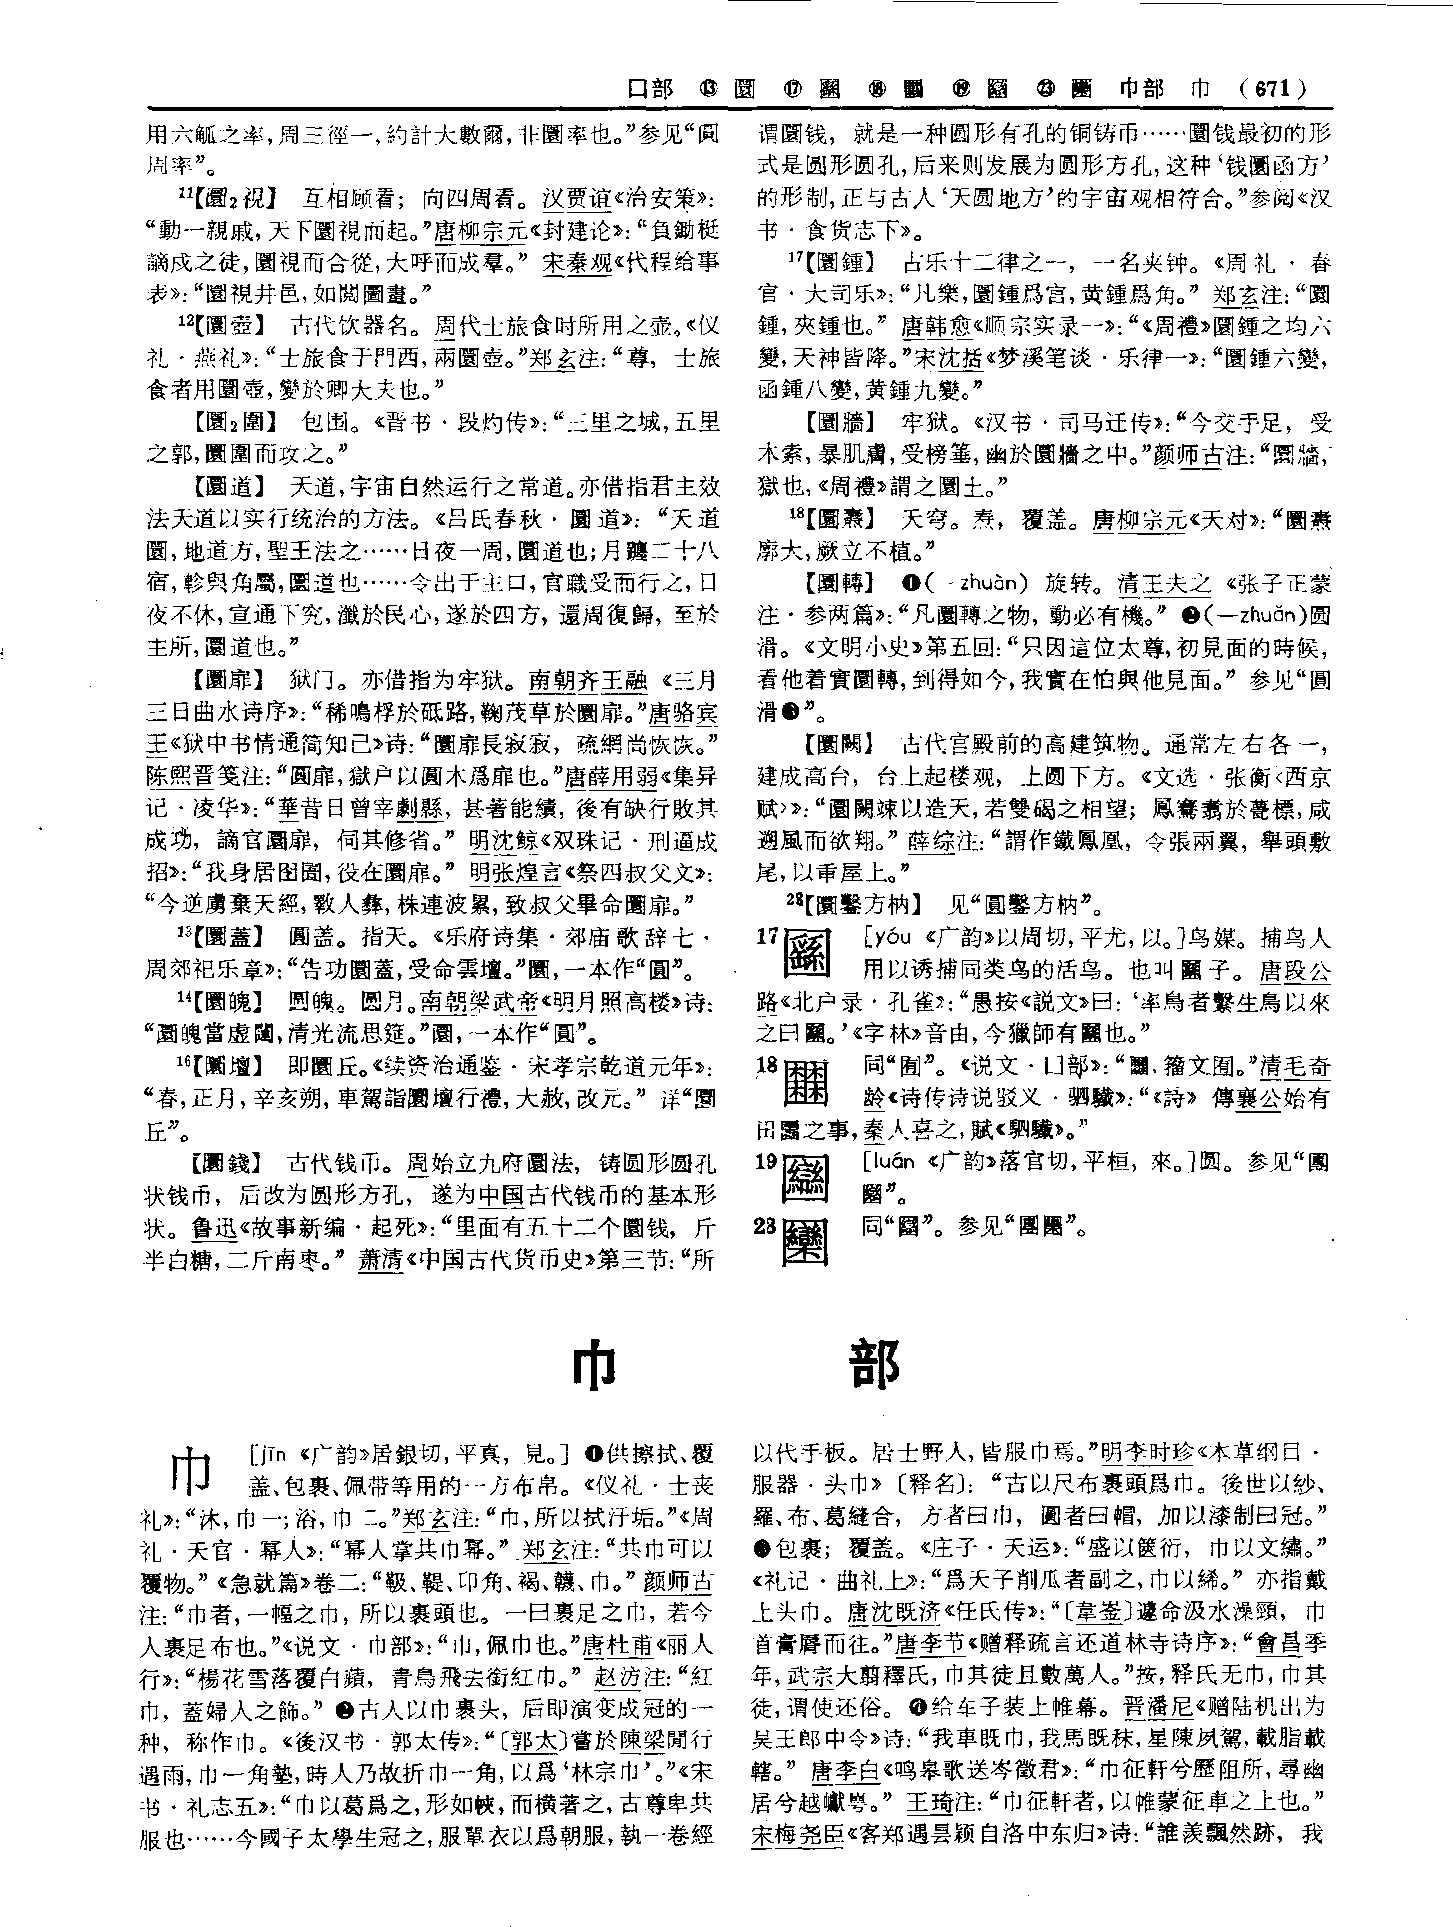 口部 ⑬ 圜 ⑰ 圝 ⑱ ⑲ ㉓ 巾部 巾 (671)
用六觚之率,周三徑一,約計大數爾,非圜率也。”参见“圓
周率”。
11【圜2視】 互相顾看；向四周看。汉贾谊《治安策》:
“動一親戚,天下圜視而起。”唐柳宗元《封建论》:“負鋤梃
謫戍之徒,圜視而合從,大呼而成羣。” 宋秦观《代程给事
表》:“圜視井邑,如閲圖畫。”
12【圜壺】 古代饮器名。周代士旅食时所用之壶。《仪
礼·燕礼》:“士旅食于門西,兩圜壺。”郑玄注:“尊，士旅
食者用圜壺,變於卿大夫也。”
【圜2圍】 包围。《晋书·段灼传》:“三里之城,五里
之郭,圜圍而攻之。”
【圜道】 天道,宇宙自然运行之常道。亦借指君主效
法天道以实行统治的方法。《吕氏春秋·圜道》:“天道
圜,地道方,聖王法之……日夜一周,圜道也;月躔二十八
宿,軫與角屬,圜道也……令出于主口,官職受而行之,日
夜不休,宣通下究,瀸於民心,遂於四方，還周復歸，至於
主所,圜道也。”
【圜扉】 狱门。亦借指为牢狱。南朝齐王融《三月
三日曲水诗序》:“稀鳴桴於砥路,鞠茂草於圜扉。”唐骆宾
王《狱中书情通简知己》诗:“圜扉長寂寂，疏網尚恢恢。”
陈熙晋笺注:“圓扉,獄户以圓木爲扉也。”唐薛用弱《集异
记·凌华》:“華昔日曾宰劇縣，甚著能績，後有缺行敗其
成功，謫官圜扉，伺其修省。”明沈鲸《双珠记·刑逼成
招》:“我身居囹圄,役在圜扉。” 明张煌言《祭四叔父文》:
“今逆虜棄天經,斁人彝,株連波累,致叔父畢命圜扉。”
13【圜蓋】 圆盖。指天。《乐府诗集·郊庙歌辞七·
周郊祀乐章》:“告功圜蓋,受命雲壇。”圜,一本作“圓”。
14【圜魄】 圆魄。圆月。南朝梁武帝《明月照高楼》诗:
“圜魄當虚闥,清光流思筵。”圜,一本作“圓”。
16【圜壇】 即圜丘。《续资治通鉴·宋孝宗乾道元年》:
“春,正月,辛亥朔,車駕詣圜壇行禮,大赦,改元。” 详“圜
丘”。
【圜錢】 古代钱币。周始立九府圜法，铸圆形圆孔
状钱币，后改为圆形方孔，遂为中国古代钱币的基本形
状。鲁迅《故事新编·起死》:“里面有五十二个圜钱，斤
半白糖,二斤南枣。” 萧清《中国古代货币史》第三节:“所
谓圜钱，就是一种圆形有孔的铜铸币……圜钱最初的形
式是圆形圆孔,后来则发展为圆形方孔,这种‘钱圜函方’
的形制,正与古人‘天圆地方’的宇宙观相符合。”参阅《汉
书·食货志下》。
17【圜鍾】 古乐十二律之一，一名夹钟。《周礼·春
官·大司乐》:“凡樂,圜鍾爲宫,黄鍾爲角。” 郑玄注:“圜
鍾,夾鍾也。” 唐韩愈《顺宗实录一》:“《周禮》圜鍾之均六
變,天神皆降。”宋沈括《梦溪笔谈·乐律一》:“圜鍾六變,
函鍾八變,黄鍾九變。”
【圜牆】 牢狱。《汉书·司马迁传》:“今交手足，受
木索,暴肌膚,受榜箠,幽於圜牆之中。”颜师古注:“圜牆,
獄也,《周禮》謂之圜土。”
18【圜燾】 天穹。焘，覆盖。唐柳宗元《天对》:“圜燾
廓大,厥立不植。”
【圜轉】 ❶(-zhuàn) 旋转。清王夫之《张子正蒙
注·参两篇》:“凡圜轉之物，動必有機。” ❷(—zhuǎn)圆
滑。《文明小史》第五回:“只因這位太尊,初見面的時候,
看他着實圜轉,到得如今,我實在怕與他見面。” 参见“圓
滑❸”。
【圜闕】 古代宫殿前的高建筑物。通常左右各一,
建成高台，台上起楼观，上圆下方。《文选·张衡〈西京
赋〉》:“圜闕竦以造天,若雙碣之相望；鳳騫翥於甍標,咸
遡風而欲翔。” 薛综注:“謂作鐵鳳凰，令張兩翼，舉頭敷
尾,以重屋上。”
28【圜鑿方枘】 见“圓鑿方枘”。
17 [yóu《广韵》以周切,平尤,以。]鸟媒。捕鸟人
用以诱捕同类鸟的活鸟。也叫子。唐段公
路《北户录·孔雀》:“愚按《説文》曰:‘率鳥者繫生鳥以來
之曰。’《字林》音由,今獵師有也。”
18 同“囿”。《说文·囗部》:“籀文囿。”清毛奇
龄《诗传诗说驳义·駟驖》:“《詩》傳襄公始有
田之事,秦人喜之,賦《駟驖》。”
19 [luán《广韵》落官切,平桓，來。]圆。参见“團
”。
23 圞 同“”。参见“團圞”。
巾 部
巾 [jīn《广韵》居銀切,平真，見。] ❶供擦拭、覆
盖、包裹、佩带等用的一方布帛。《仪礼·士丧
礼》:“沐,巾一;浴,巾二。”郑玄注:“巾,所以拭汙垢。”《周
礼·天官·幂人》:“幂人掌共巾幂。” 郑玄注:“共巾可以
覆物。”《急就篇》卷二:“靸、鞮、卬角、褐、韤、巾。” 颜师古
注:“巾者,一幅之巾，所以裹頭也。一曰裹足之巾，若今
人裹足布也。”《说文·巾部》:“巾,佩巾也。”唐杜甫《丽人
行》:“楊花雪落覆白蘋，青鳥飛去銜紅巾。” 赵汸注:“紅
巾，蓋婦人之飾。” ❷古人以巾裹头，后即演变成冠的一
种，称作巾。《後汉书·郭太传》:“〔郭太〕嘗於陳梁閒行
遇雨,巾一角墊,時人乃故折巾一角,以爲‘林宗巾’。”《宋
书·礼志五》:“巾以葛爲之,形如帢,而横著之,古尊卑共
服也……今國子太學生冠之,服單衣以爲朝服,執一卷經
以代手板。居士野人,皆服巾焉。”明李时珍《本草纲目·
服器·头巾》〔释名〕:“古以尺布裹頭爲巾。後世以紗、
羅、布、葛縫合，方者曰巾，圓者曰帽，加以漆制曰冠。”
❸包裹；覆盖。《庄子·天运》:“盛以篋衍，巾以文繡。”
《礼记·曲礼上》:“爲天子削瓜者副之,巾以絺。” 亦指戴
上头巾。唐沈既济《任氏传》:“〔韋崟〕遽命汲水澡頸，巾
首膏脣而往。”唐李节《赠释疏言还道林寺诗序》:“會昌季
年,武宗大翦釋氏,巾其徒且數萬人。”按,释氏无巾,巾其
徒,谓使还俗。❹给车子装上帷幕。晋潘尼《赠陆机出为
吴王郎中令》诗:“我車既巾,我馬既秣,星陳夙駕,載脂載
轄。” 唐李白《鸣皋歌送岑徵君》:“巾征軒兮歷阻所,尋幽
居兮越巘崿。” 王琦注:“巾征軒者,以帷蒙征車之上也。”
宋梅尧臣《客郑遇昙颖自洛中东归》诗:“誰羡飄然跡，我